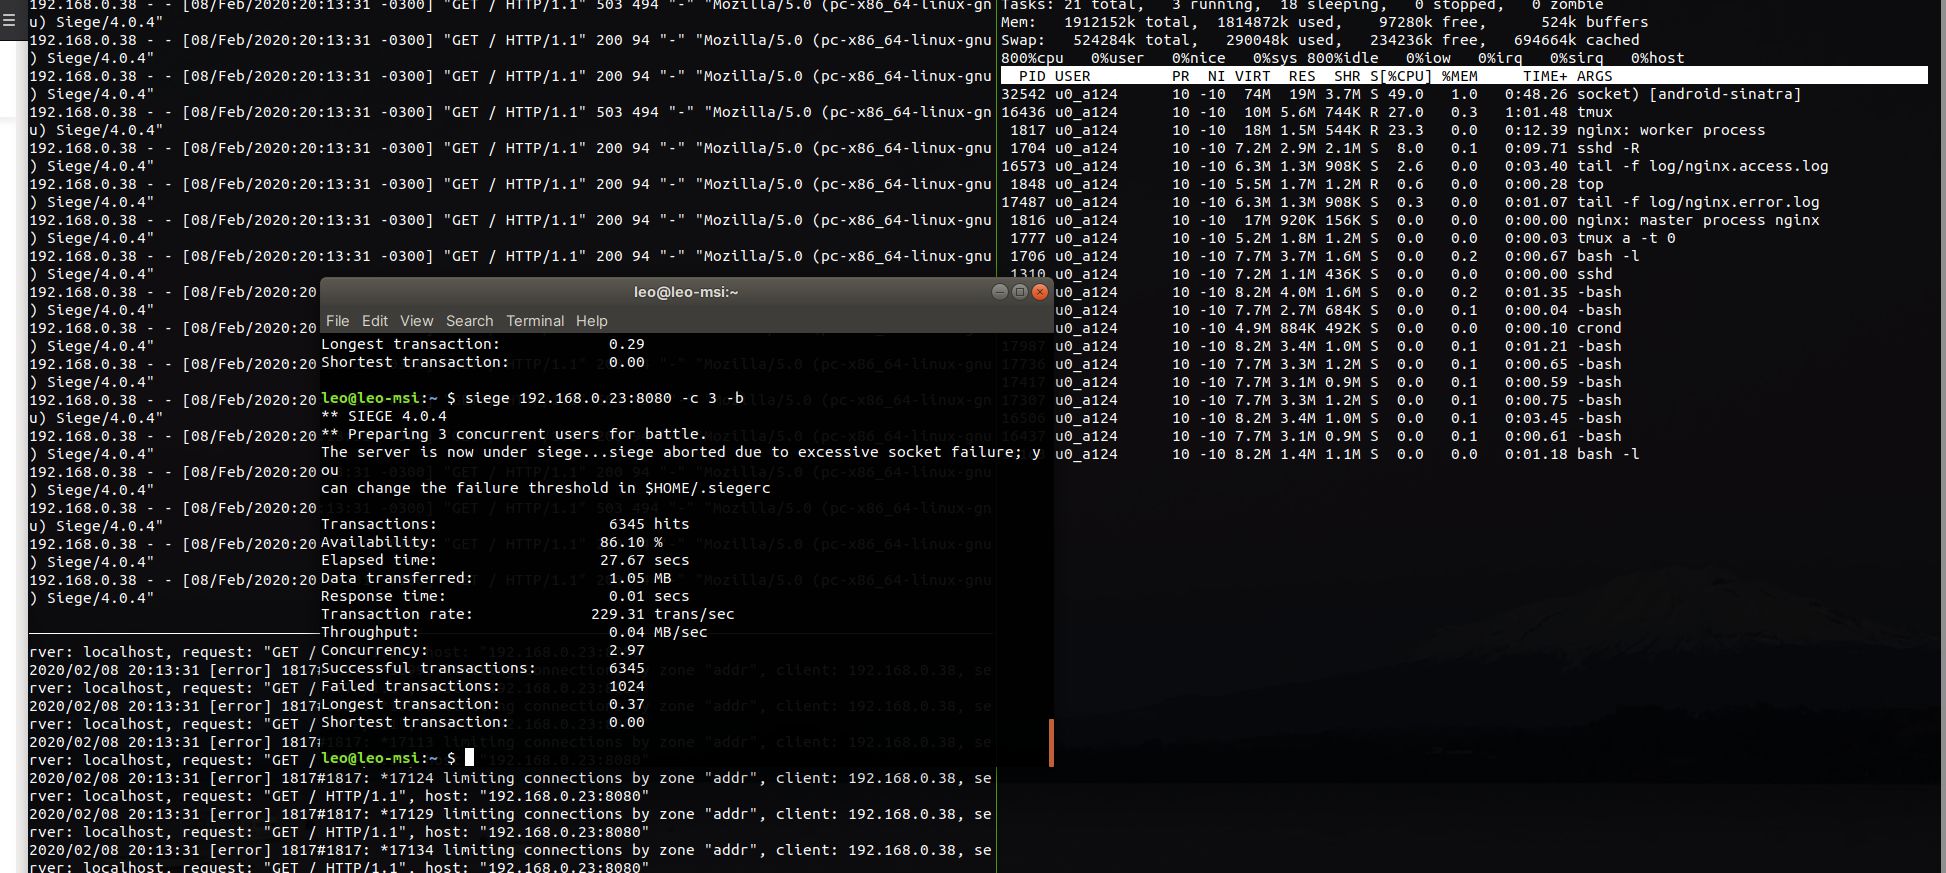 192.168.0.38 - - [08/Feb/2020:20:13:31 -0300] "GET / HTTP/1.1" 503 494 "-" "Mozilla/5.0 (pc-x86_64-linux-gn
u) Siege/4.0.4"
192.168.0.38 - - [08/Feb/2020:20:13:31 -0300] "GET / HTTP/1.1" 200 94 "-" "Mozilla/5.0 (pc-x86_64-linux-gnu
) Siege/4.0.4"
192.168.0.38 - - [08/Feb/2020:20:13:31 -0300] "GET / HTTP/1.1" 200 94 "-" "Mozilla/5.0 (pc-x86_64-linux-gnu
) Siege/4.0.4"
192.168.0.38 - - [08/Feb/2020:20:13:31 -0300] "GET / HTTP/1.1" 503 494 "-" "Mozilla/5.0 (pc-x86_64-linux-gn
u) Siege/4.0.4"
192.168.0.38 - - [08/Feb/2020:20:13:31 -0300] "GET / HTTP/1.1" 200 94 "-" "Mozilla/5.0 (pc-x86_64-linux-gnu
) Siege/4.0.4"
192.168.0.38 - - [08/Feb/2020:20:13:31 -0300] "GET / HTTP/1.1" 200 94 "-" "Mozilla/5.0 (pc-x86_64-linux-gnu
) Siege/4.0.4"
192.168.0.38 - - [08/Feb/2020:20:13:31 -0300] "GET / HTTP/1.1" 200 94 "-" "Mozilla/5.0 (pc-x86_64-linux-gnu
) Siege/4.0.4"
192.168.0.38 - - [08/Feb/2020:20:13:31 -0300] "GET / HTTP/1.1" 200 94 "-" "Mozilla/5.0 (pc-x86_64-linux-gnu
) Siege/4.0.4"
192.168.0.38 - - [08/Feb/2020:20
) Siege/4.0.4"
192.168.0.38 - - [08/Feb/2020:20
) Siege/4.0.4"
192.168.0.38 - - [08/Feb/2020:20
) Siege/4.0.4"
192.168.0.38 - - [08/Feb/2020:20
u) Siege/4.0.4"
192.168.0.38 - - [08/Feb/2020:20
) Siege/4.0.4"
192.168.0.38 - - [08/Feb/2020:20
) Siege/4.0.4"
192.168.0.38 - - [08/Feb/2020:20
u) Siege/4.0.4"
192.168.0.38 - - [08/Feb/2020:20
) Siege/4.0.4"
192.168.0.38 - - [08/Feb/2020:20
) Siege/4.0.4"
rver: localhost, request: "GET /
2020/02/08 20:13:31 [error] 1817#
rver: localhost, request: "GET /
2020/02/08 20:13:31 [error] 1817#
rver: localhost, request: "GET /
2020/02/08 20:13:31 [error] 1817#1817: *17113 limiting connections by zone "addr", client: 192.168.0.38, se
rver: localhost, request: "GET /
2020/02/08 20:13:31 [error] 1817#1817: *17124 limiting connections by zone "addr", client: 192.168.0.38, se
rver: localhost, request: "GET / HTTP/1.1", host: "192.168.0.23:8080"
2020/02/08 20:13:31 [error] 1817#1817: *17129 limiting connections by zone "addr", client: 192.168.0.38, se
rver: localhost, request: "GET / HTTP/1.1", host: "192.168.0.23:8080"
2020/02/08 20:13:31 [error] 1817#1817: *17134 limiting connections by zone "addr", client: 192.168.0.38, se
rver: localhost, request: "GET / HTTP/1.1", host: "192.168.0.23:8080"
leo@leo-msi:~
File Edit View Search Terminal Help
Longest transaction: 0.29
Shortest transaction: 0.00
leo@leo-msi:~ $ siege 192.168.0.23:8080 -c 3 -b
** SIEGE 4.0.4
** Preparing 3 concurrent users for battle.
The server is now under siege...siege aborted due to excessive socket failure; y
ou
can change the failure threshold in $HOME/.siegerc
Transactions: 6345 hits
Availability: 86.10 %
Elapsed time: 27.67 secs
Data transferred: 1.05 MB
Response time: 0.01 secs
Transaction rate: 229.31 trans/sec
Throughput: 0.04 MB/sec
Concurrency: 2.97
Successful transactions: 6345
Failed transactions: 1024
Longest transaction: 0.37
Shortest transaction: 0.00
leo@leo-msi:~ $
Tasks: 21 total, 3 running, 18 sleeping, 0 stopped, 0 zombie
Mem: 1912152k total, 1814872k used, 97280k free, 524k buffers
Swap: 524284k total, 290048k used, 234236k free, 694664k cached
800%cpu 0%user 0%nice 0%sys 800%idle 0%iow 0%irq 0%sirq 0%host
PID USER PR NI VIRT RES SHR S[%CPU] %MEM TIME+ ARGS
32542 u0_a124 10 -10 74M 19M 3.7M S 49.0 1.0 0:48.26 socket) [android-sinatra]
16436 u0_a124 10 -10 10M 5.6M 744K R 27.0 0.3 1:01.48 tmux
1817 u0_a124 10 -10 18M 1.5M 544K R 23.3 0.0 0:12.39 nginx: worker process
1704 u0_a124 10 -10 7.2M 2.9M 2.1M S 8.0 0.1 0:09.71 sshd -R
16573 u0_a124 10 -10 6.3M 1.3M 908K S 2.6 0.0 0:03.40 tail -f log/nginx.access.log
1848 u0_a124 10 -10 5.5M 1.7M 1.2M R 0.6 0.0 0:00.28 top
17487 u0_a124 10 -10 6.3M 1.3M 908K S 0.3 0.0 0:01.07 tail -f log/nginx.error.log
1816 u0_a124 10 -10 17M 920K 156K S 0.0 0.0 0:00.00 nginx: master process nginx
1777 u0_a124 10 -10 5.2M 1.8M 1.2M S 0.0 0.0 0:00.03 tmux a -t 0
1706 u0_a124 10 -10 7.7M 3.7M 1.6M S 0.0 0.2 0:00.67 bash -l
1310 u0_a124 10 -10 7.2M 1.1M 436K S 0.0 0.0 0:00.00 sshd
u0_a124 10 -10 8.2M 4.0M 1.6M S 0.0 0.2 0:01.35 -bash
u0_a124 10 -10 7.7M 2.7M 684K S 0.0 0.1 0:00.04 -bash
u0_a124 10 -10 4.9M 884K 492K S 0.0 0.0 0:00.10 crond
17987 u0_a124 10 -10 8.2M 3.4M 1.0M S 0.0 0.1 0:01.21 -bash
17736 u0_a124 10 -10 7.7M 3.3M 1.2M S 0.0 0.1 0:00.65 -bash
17417 u0_a124 10 -10 7.7M 3.1M 0.9M S 0.0 0.1 0:00.59 -bash
17307 u0_a124 10 -10 7.7M 3.3M 1.2M S 0.0 0.1 0:00.75 -bash
16506 u0_a124 10 -10 8.2M 3.4M 1.0M S 0.0 0.1 0:03.45 -bash
16437 u0_a124 10 -10 7.7M 3.1M 0.9M S 0.0 0.1 0:00.61 -bash
u0_a124 10 -10 8.2M 1.4M 1.1M S 0.0 0.0 0:01.18 bash -l